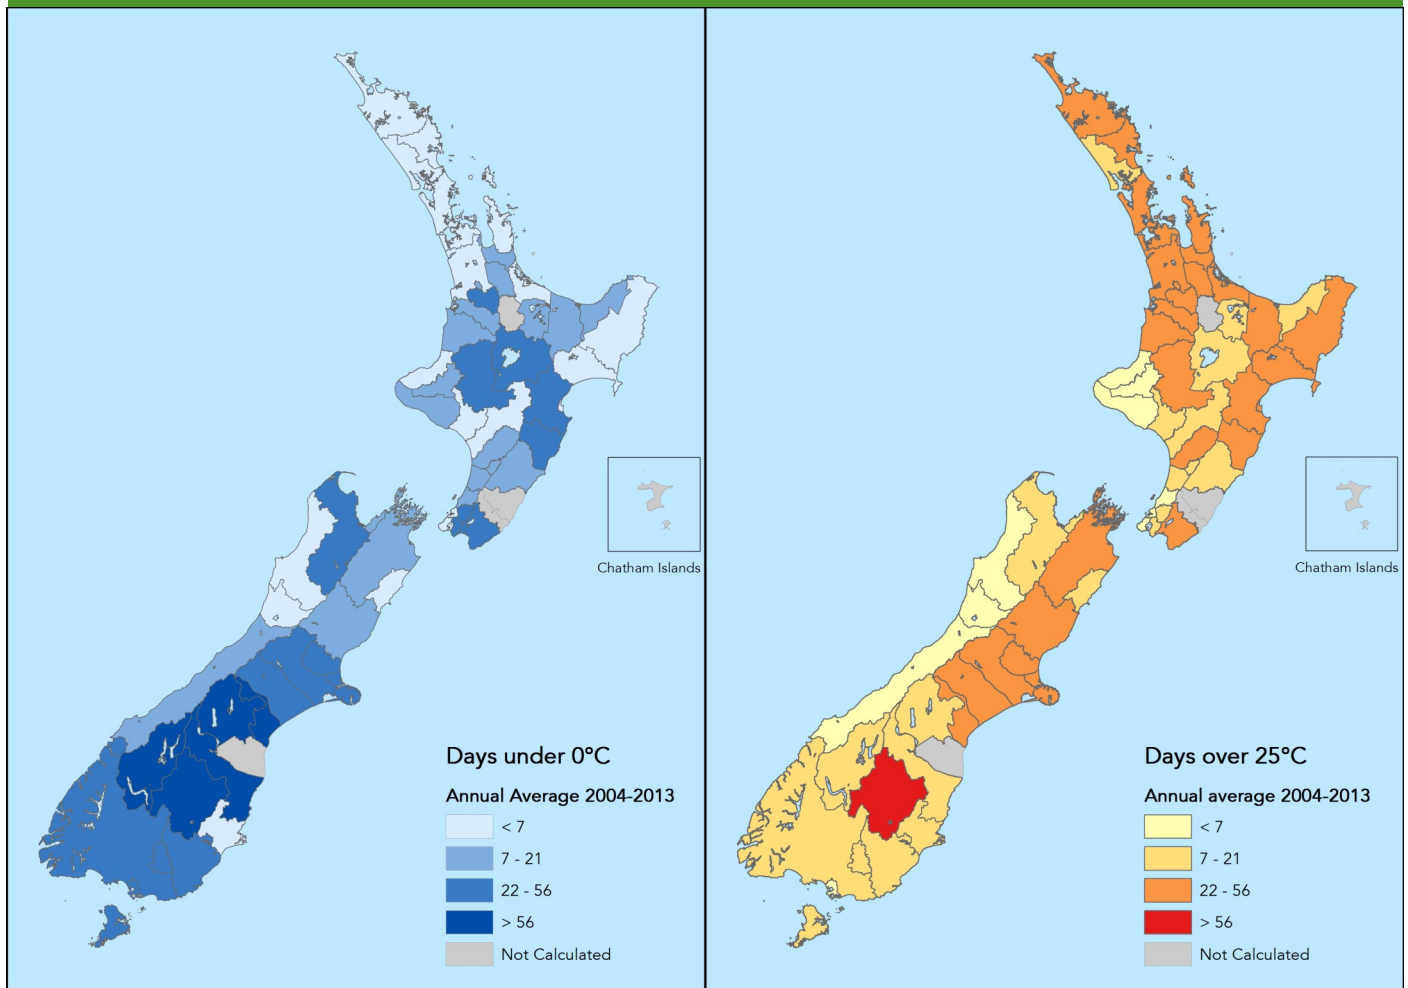 Chatham Islands
Days under 0°C
Annual Average 2004-2013
< 7
7 - 21
22 - 56
> 56
Not Calculated
Chatham Islands
Days over 25°C
Annual average 2004-2013
< 7
7 - 21
22 - 56
> 56
Not Calculated